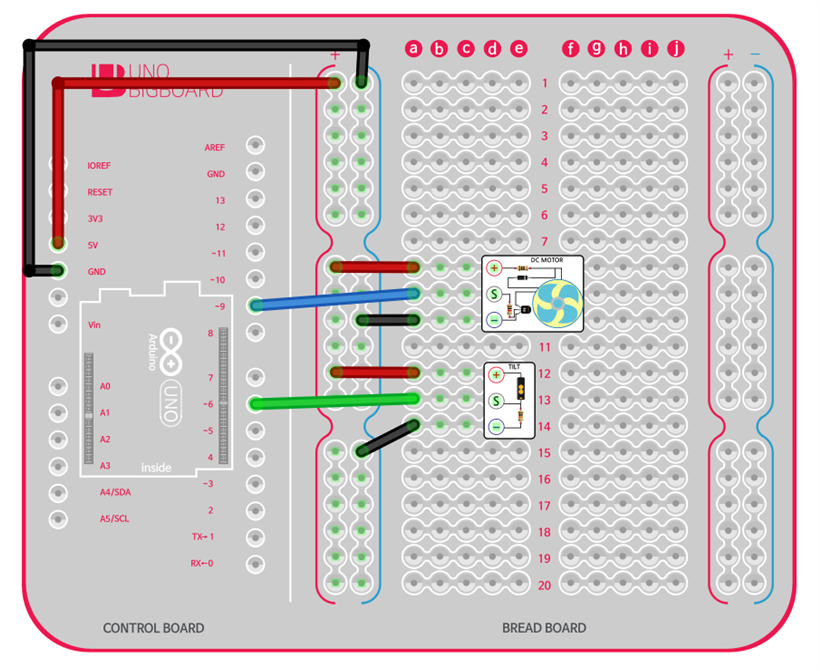 +
a b c d e f g h i j + −
UNO
BIGBOARD
1
2
3
4
5
6
7
11
12
13
14
15
16
17
18
19
20
IOREF
RESET
3V3
5V
GND
Vin
A0
A1
A2
A3
A4/SDA
A5/SCL
AREF
GND
13
12
~11
~10
~9
8
7
~6
~5
4
~3
2
TX→ 1
RX←0
Arduino
UNO
inside
DC MOTOR
+
S
−
TILT
+
S
−
CONTROL BOARD
BREAD BOARD